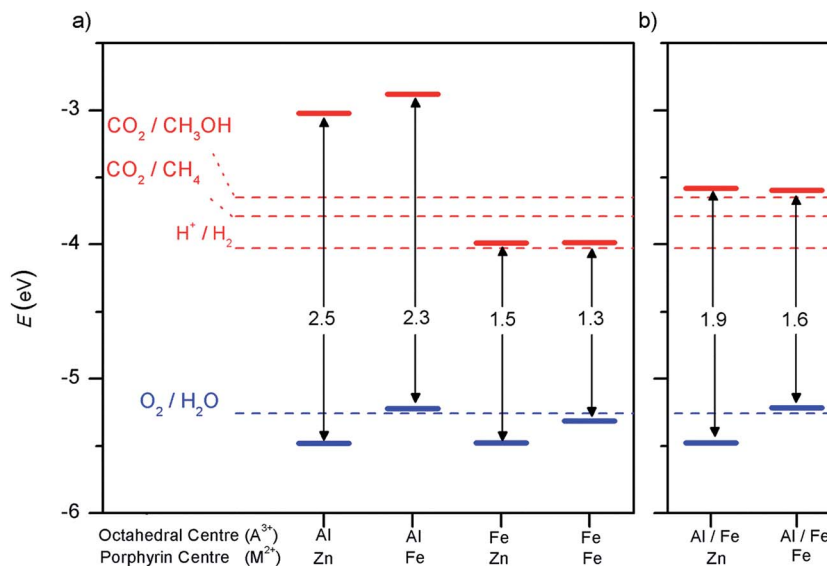 a)
b)
-3
-4
-5
-6
E (eV)
CO₂ / CH₃OH
CO₂ / CH₄
H⁺ / H₂
O₂ / H₂O
2.5
2.3
1.5
1.3
1.9
1.6
Octahedral Centre (A³⁺) Al Al Fe Fe Al / Fe Al / Fe
Porphyrin Centre (M²⁺) Zn Fe Zn Fe Zn Fe